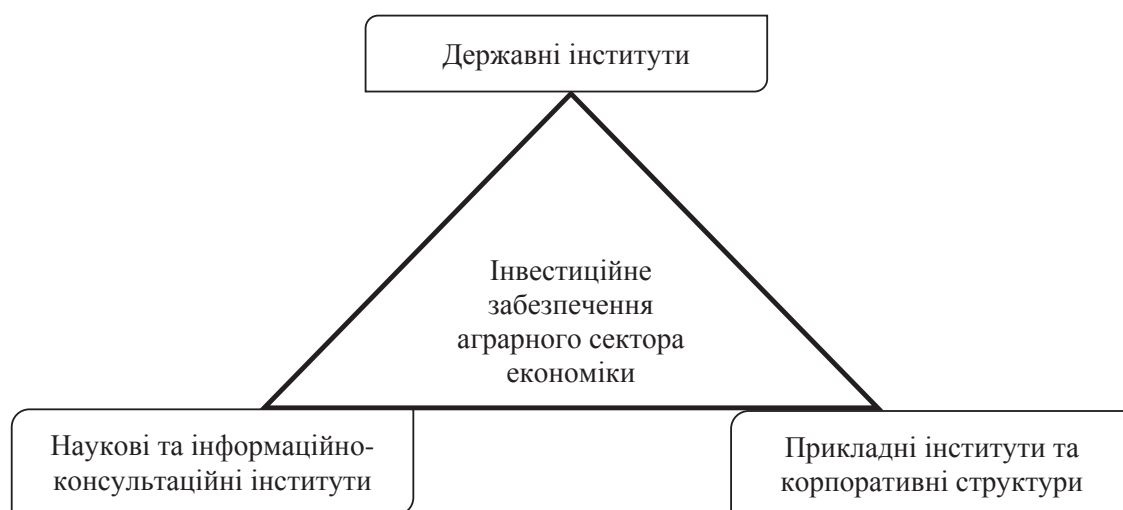 Державні інститути
Інвестиційне
забезпечення
аграрного сектора
економіки
Наукові та інформаційно-
консультаційні інститути
Прикладні інститути та
корпоративні структури